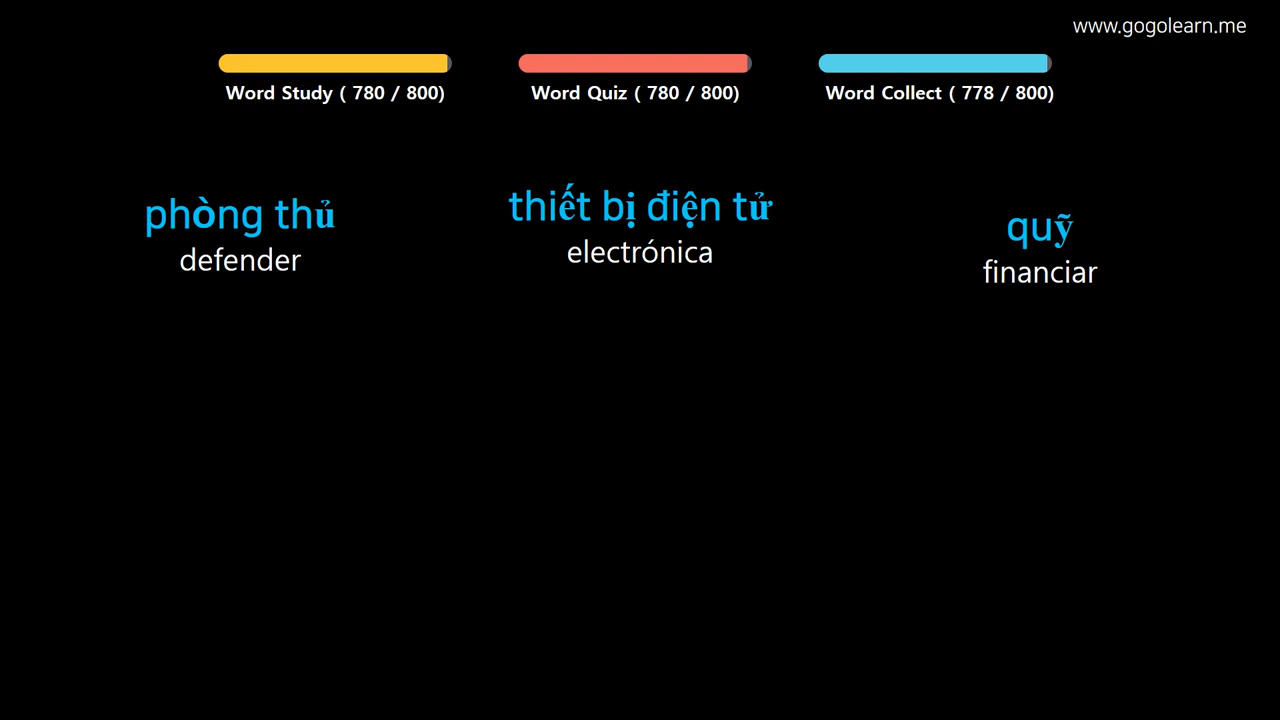 www.gogolearn.me
Word Study ( 780 / 800)
Word Quiz ( 780 / 800)
Word Collect ( 778 / 800)
phòng thủ
defender
thiết bị điện tử
electrónica
quỹ
financiar